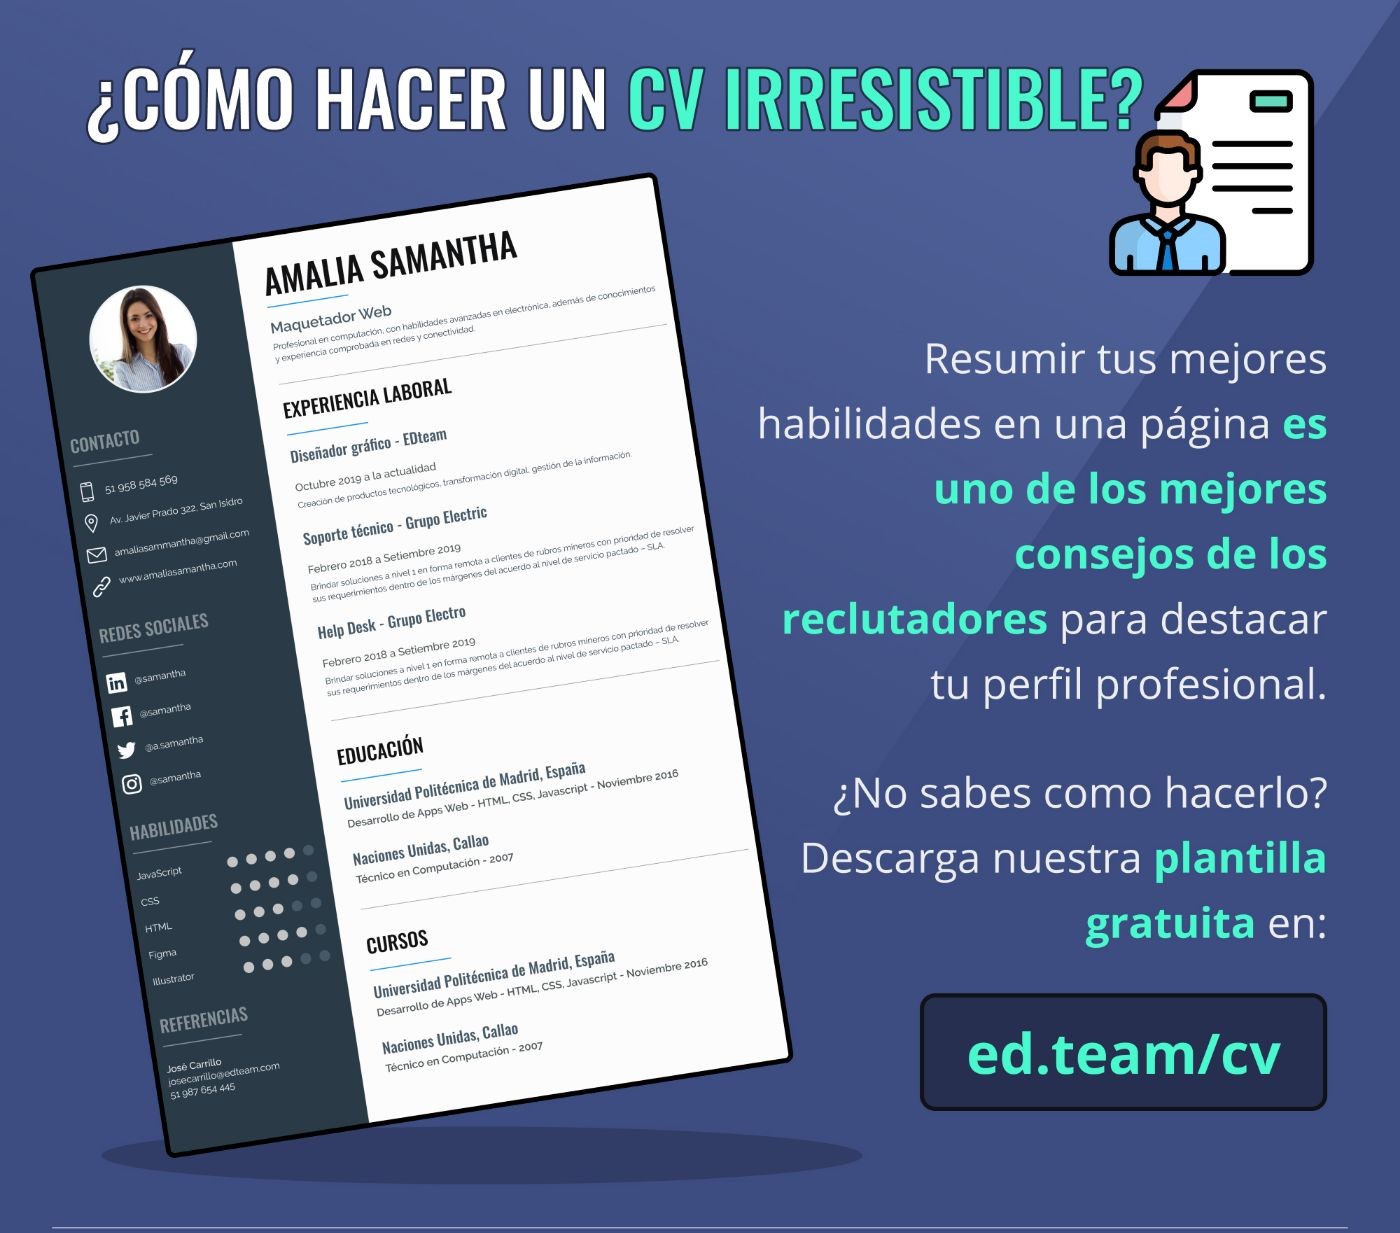 ¿CÓMO HACER UN CV IRRESISTIBLE?
AMALIA SAMANTHA
Maquetador Web
Profesional en computación, con habilidades avanzadas en electrónica, además de conocimientos
y experiencia comprobada en redes y conectividad.
EXPERIENCIA LABORAL
Diseñador gráfico - EDteam
Octubre 2019 a la actualidad
Creación de productos tecnológicos, transformación digital, gestión de la información.
Soporte técnico - Grupo Electric
Febrero 2018 a Setiembre 2019
Brindar soluciones a nivel 1 en forma remota a clientes de rubros mineros con prioridad de resolver
sus requerimientos dentro de los márgenes del acuerdo al nivel de servicio pactado – SLA.
Help Desk - Grupo Electro
Febrero 2018 a Setiembre 2019
Brindar soluciones a nivel 1 en forma remota a clientes de rubros mineros con prioridad de resolver
sus requerimientos dentro de los márgenes del acuerdo al nivel de servicio pactado – SLA.
EDUCACIÓN
Universidad Politécnica de Madrid, España
Desarrollo de Apps Web - HTML, CSS, Javascript - Noviembre 2016
Naciones Unidas, Callao
Técnico en Computación - 2007
CURSOS
Universidad Politécnica de Madrid, España
Desarrollo de Apps Web - HTML, CSS, Javascript - Noviembre 2016
Naciones Unidas, Callao
Técnico en Computación - 2007
CONTACTO
51 958 584 569
Av. Javier Prado 322, San Isidro
amaliasammantha@gmail.com
www.amaliasamantha.com
REDES SOCIALES
@samantha
@samantha
@a.samantha
@samantha
HABILIDADES
JavaScript
CSS
HTML
Figma
Illustrator
REFERENCIAS
José Carrillo
josecarrillo@edteam.com
51 987 654 445
Resumir tus mejores
habilidades en una página es
uno de los mejores
consejos de los
reclutadores para destacar
tu perfil profesional.
¿No sabes como hacerlo?
Descarga nuestra plantilla
gratuita en:
ed.team/cv